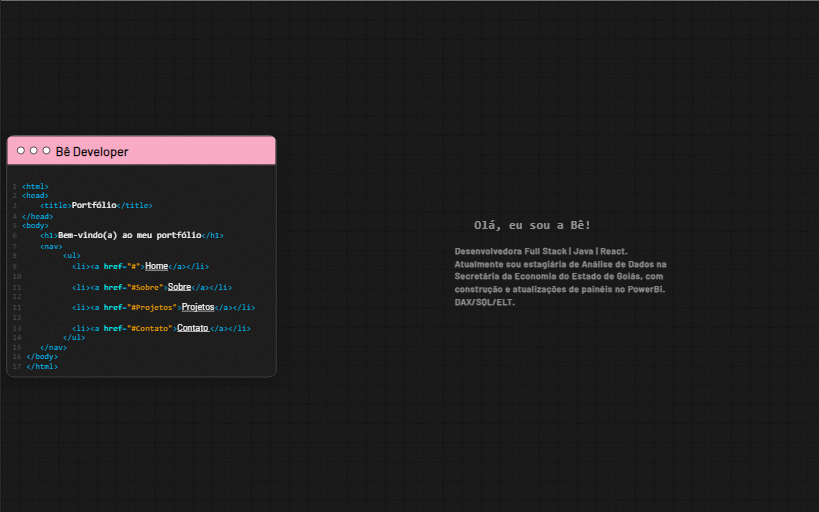 Bê Developer
1 <html>
2 <head>
3 <title>Portfólio</title>
4 </head>
5 <body>
6 <h1>Bem-vindo(a) ao meu portfólio</h1>
7 <nav>
8 <ul>
9 <li><a href="#">Home</a></li>
10
11 <li><a href="#Sobre">Sobre</a></li>
12
11 <li><a href="#Projetos">Projetos</a></li>
12
13 <li><a href="#Contato">Contato </a></li>
14 </ul>
15 </nav>
16 </body>
17 </html>
Olá, eu sou a Bê!
Desenvolvedora Full Stack | Java | React.
Atualmente sou estagiária de Análise de Dados na
Secretária da Economia do Estado de Goiás, com
construção e atualizações de painéis no PowerBi.
DAX/SQL/ELT.